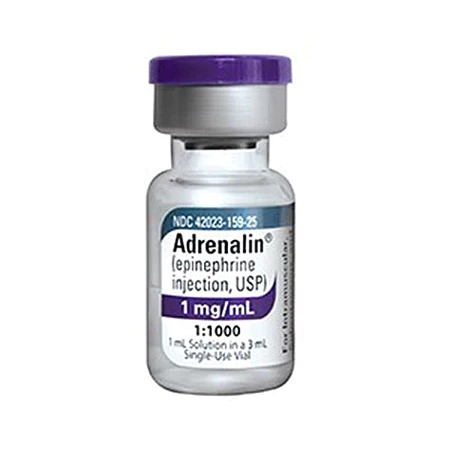 NDC 42023-159-25
Adrenalin®
(epinephrine
injection, USP)
1 mg/mL
1:1000
1 mL Solution in a 3 mL
Single-Use Vial
For Intramuscular,